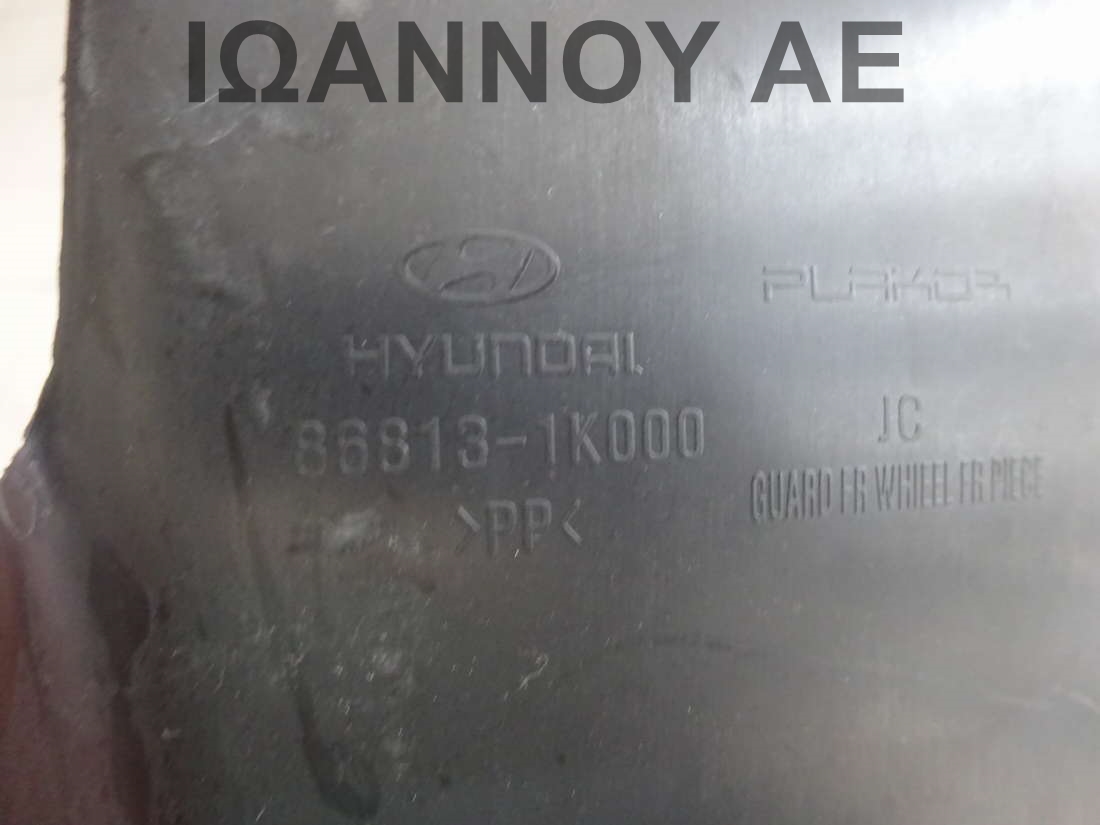 ΙΩΑΝΝΟΥ ΑΕ
HYUNDAI
86813-1K000
>PP<
PLAKOR
JC
GUARD FR WHEEL FR PIECE